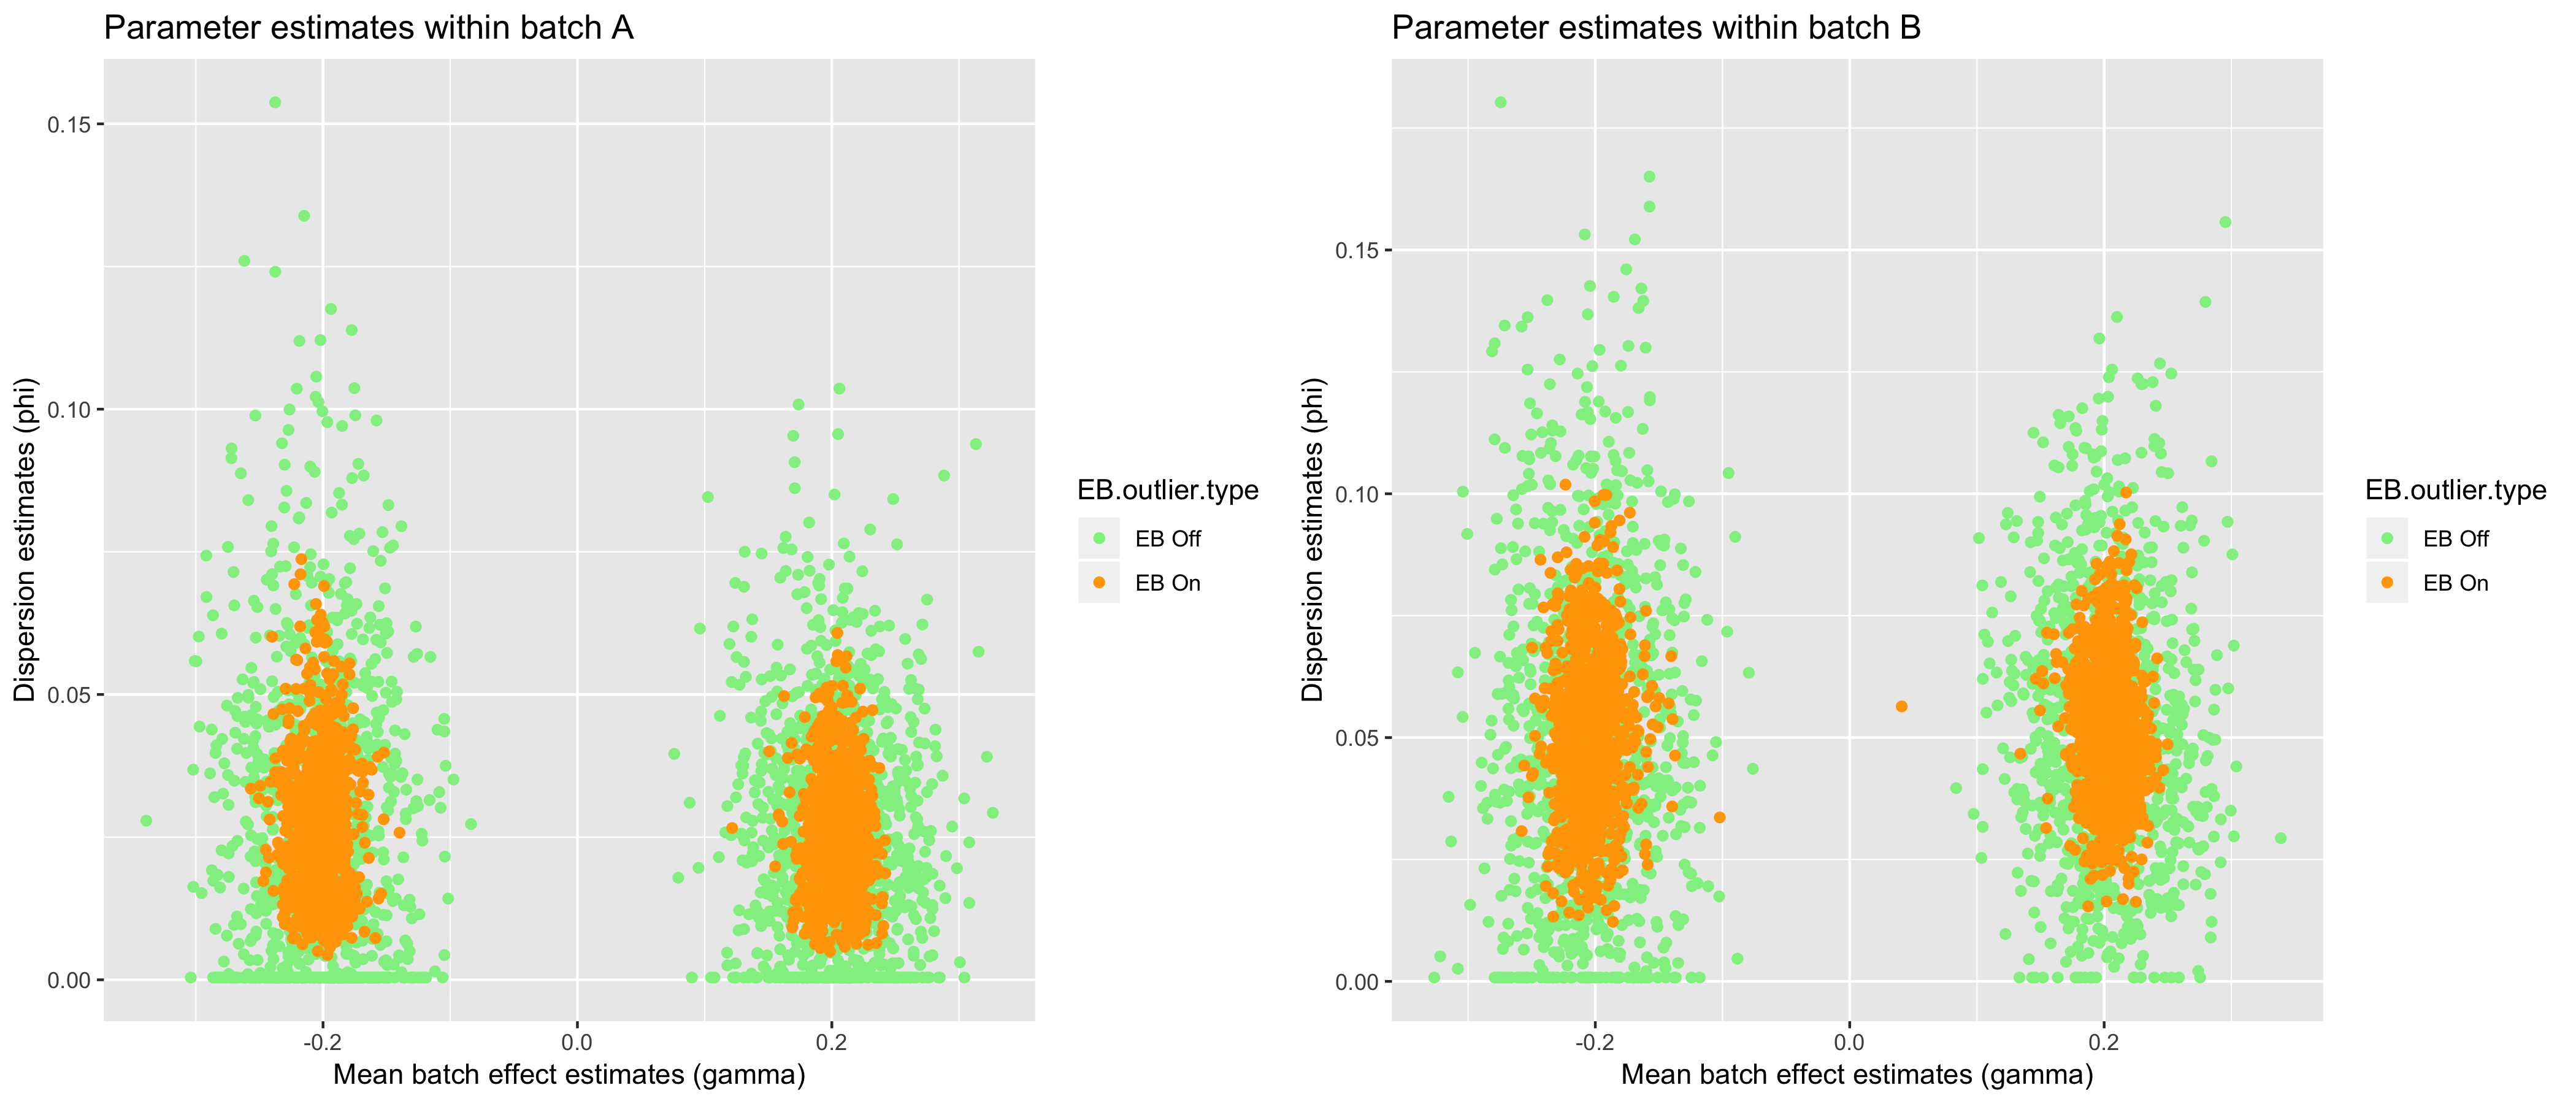 Parameter estimates within batch A
0.15
0.10
0.05
0.00
Dispersion estimates (phi)
-0.2
0.0
0.2
Mean batch effect estimates (gamma)
EB.outlier.type
EB Off
EB On
Parameter estimates within batch B
0.15
0.10
0.05
0.00
Dispersion estimates (phi)
-0.2
0.0
0.2
Mean batch effect estimates (gamma)
EB.outlier.type
EB Off
EB On